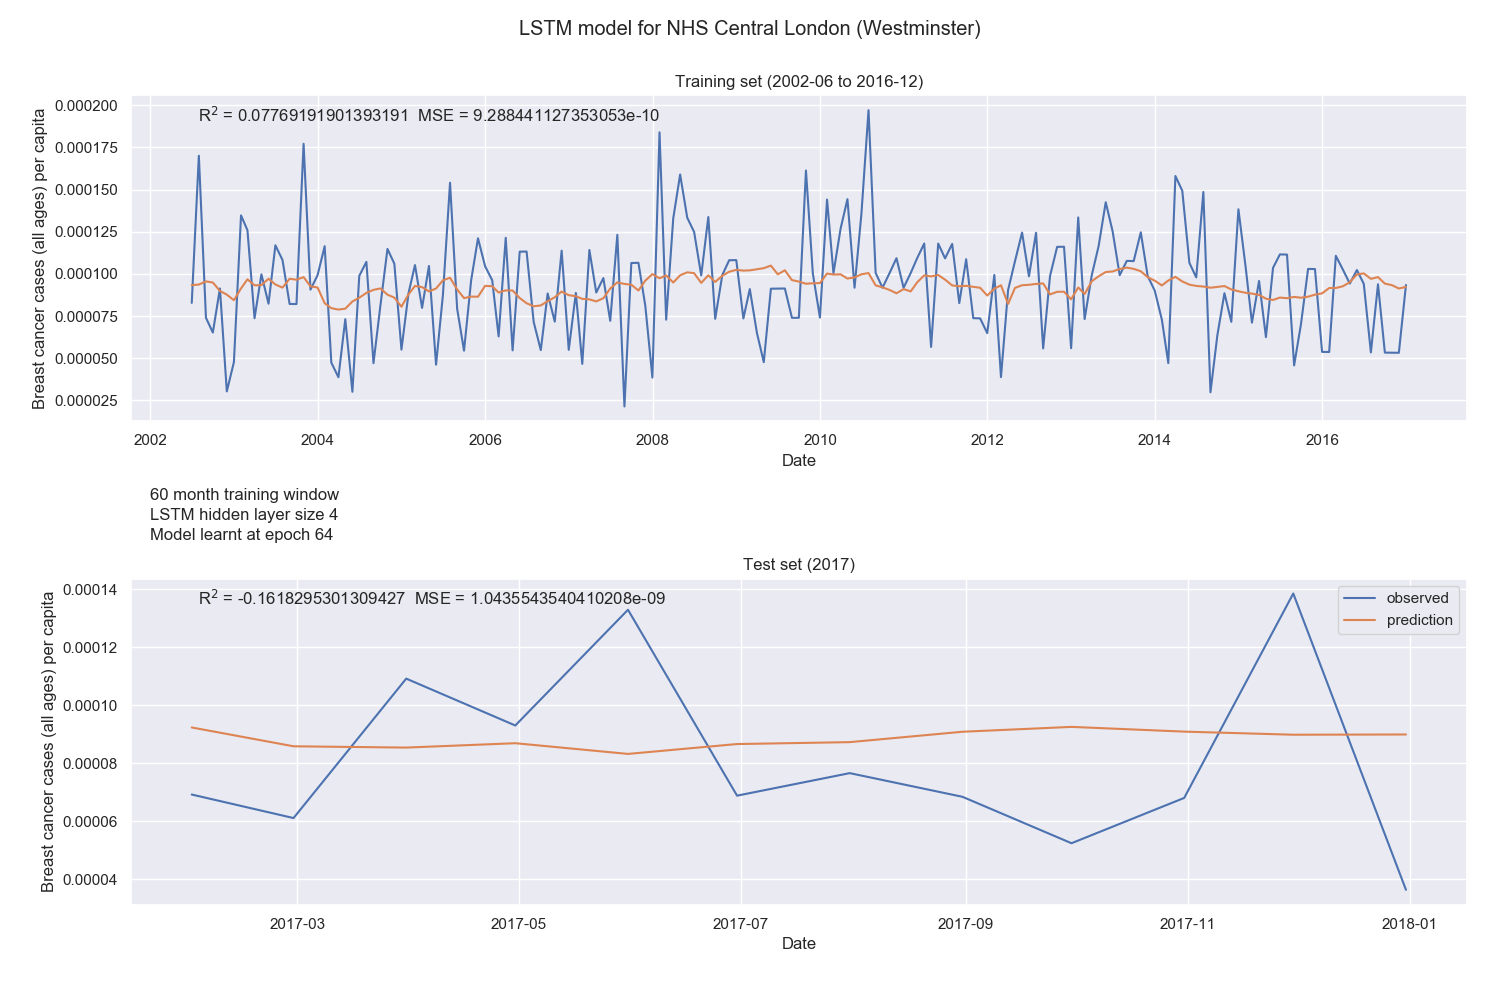 LSTM model for NHS Central London (Westminster)
Training set (2002-06 to 2016-12)
R² = 0.07769191901393191 MSE = 9.288441127353053e-10
Breast cancer cases (all ages) per capita
0.000200
0.000175
0.000150
0.000125
0.000100
0.000075
0.000050
0.000025
2002 2004 2006 2008 2010 2012 2014 2016
Date
60 month training window
LSTM hidden layer size 4
Model learnt at epoch 64
Test set (2017)
R² = -0.1618295301309427 MSE = 1.0435543540410208e-09
observed
prediction
Breast cancer cases (all ages) per capita
0.00014
0.00012
0.00010
0.00008
0.00006
0.00004
2017-03 2017-05 2017-07 2017-09 2017-11 2018-01
Date